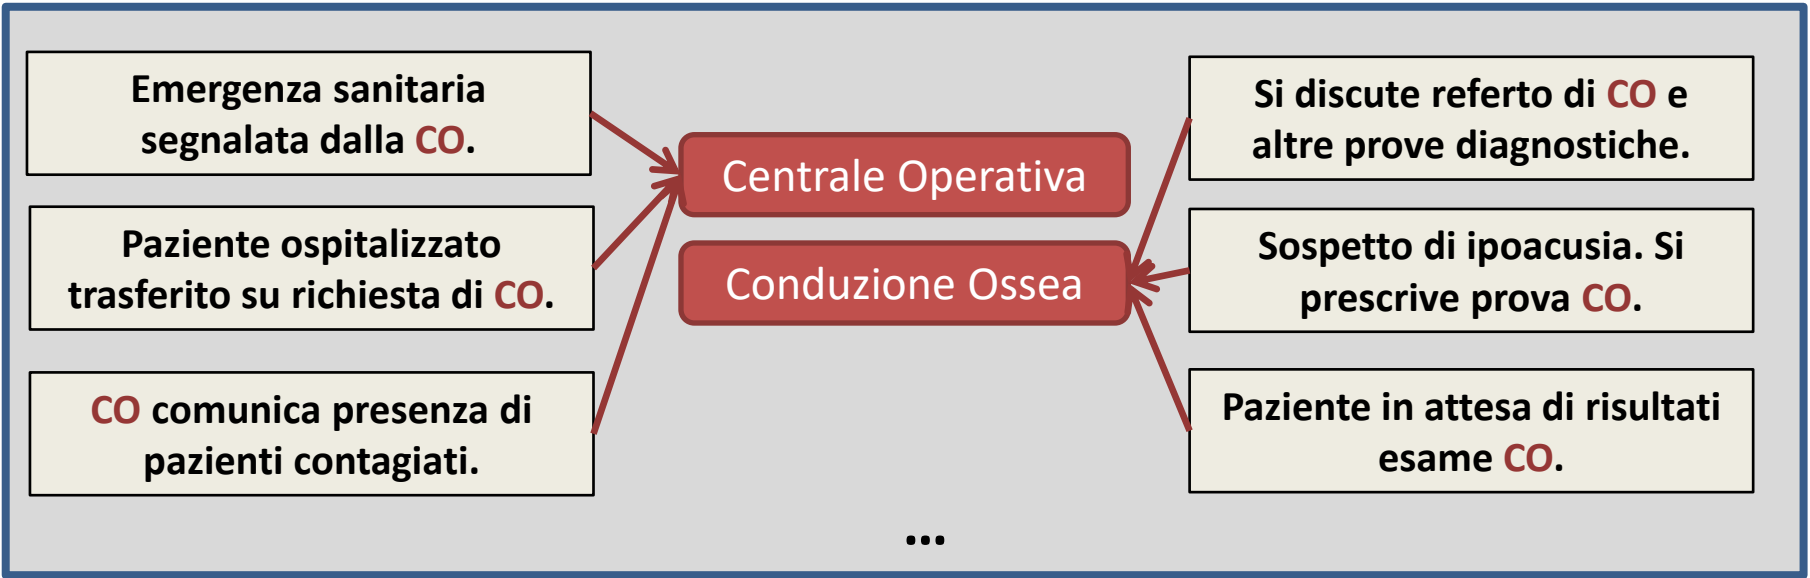 Emergenza sanitaria
segnalata dalla CO.
Paziente ospitalizzato
trasferito su richiesta di CO.
CO comunica presenza di
pazienti contagiati.
Centrale Operativa
Conduzione Ossea
Si discute referto di CO e
altre prove diagnostiche.
Sospetto di ipoacusia. Si
prescrive prova CO.
Paziente in attesa di risultati
esame CO.
...